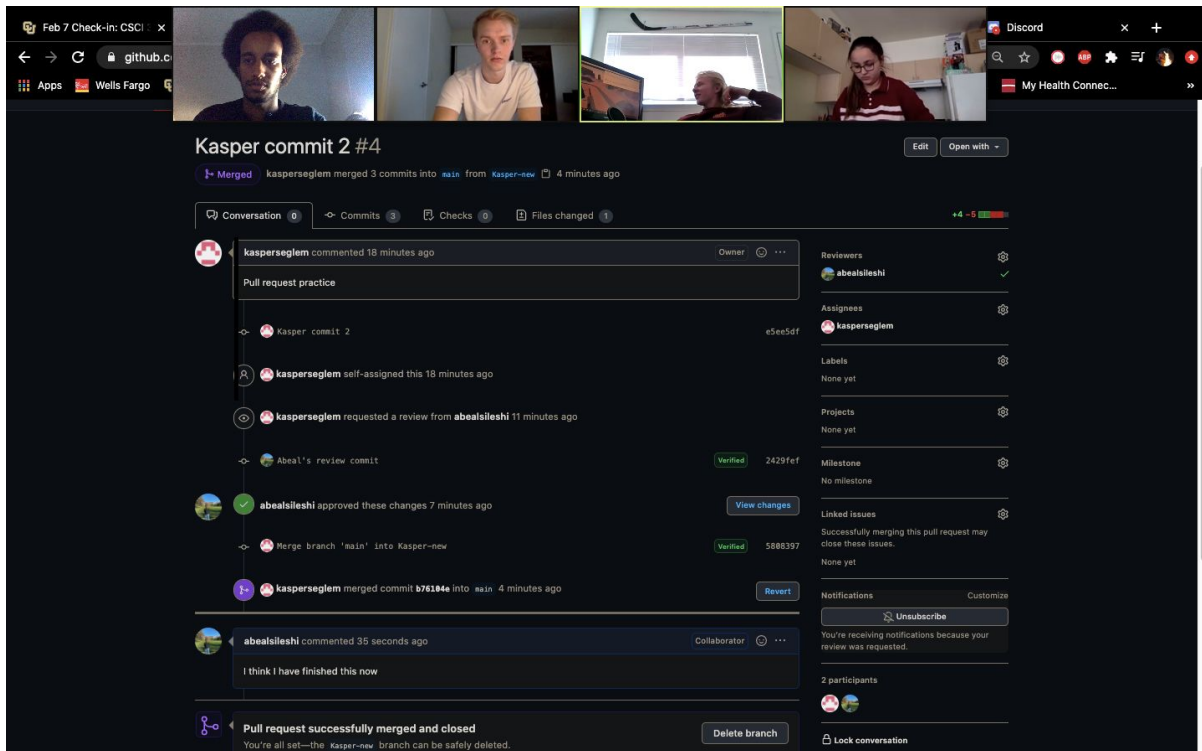 Feb 7 Check-in: CSCI
Discord
github.c
Apps
Wells Fargo
My Health Connec...
Kasper commit 2 #4
Edit
Open with
Merged
kasperseglem merged 3 commits into main from Kasper-new 4 minutes ago
Conversation 0
Commits 3
Checks 0
Files changed 1
+4 −5
kasperseglem commented 18 minutes ago
Owner
Pull request practice
Kasper commit 2
e5ee5df
kasperseglem self-assigned this 18 minutes ago
kasperseglem requested a review from abealsileshi 11 minutes ago
Abeal's review commit
Verified
2429fef
abealsileshi approved these changes 7 minutes ago
View changes
Merge branch 'main' into Kasper-new
Verified
5808397
kasperseglem merged commit b76104e into main 4 minutes ago
Revert
abealsileshi commented 35 seconds ago
Collaborator
I think I have finished this now
Pull request successfully merged and closed
You're all set—the Kasper-new branch can be safely deleted.
Delete branch
Reviewers
abealsileshi
Assignees
kasperseglem
Labels
None yet
Projects
None yet
Milestone
No milestone
Linked issues
Successfully merging this pull request may
close these issues.
None yet
Notifications
Customize
Unsubscribe
You're receiving notifications because your
review was requested.
2 participants
Lock conversation
ABP